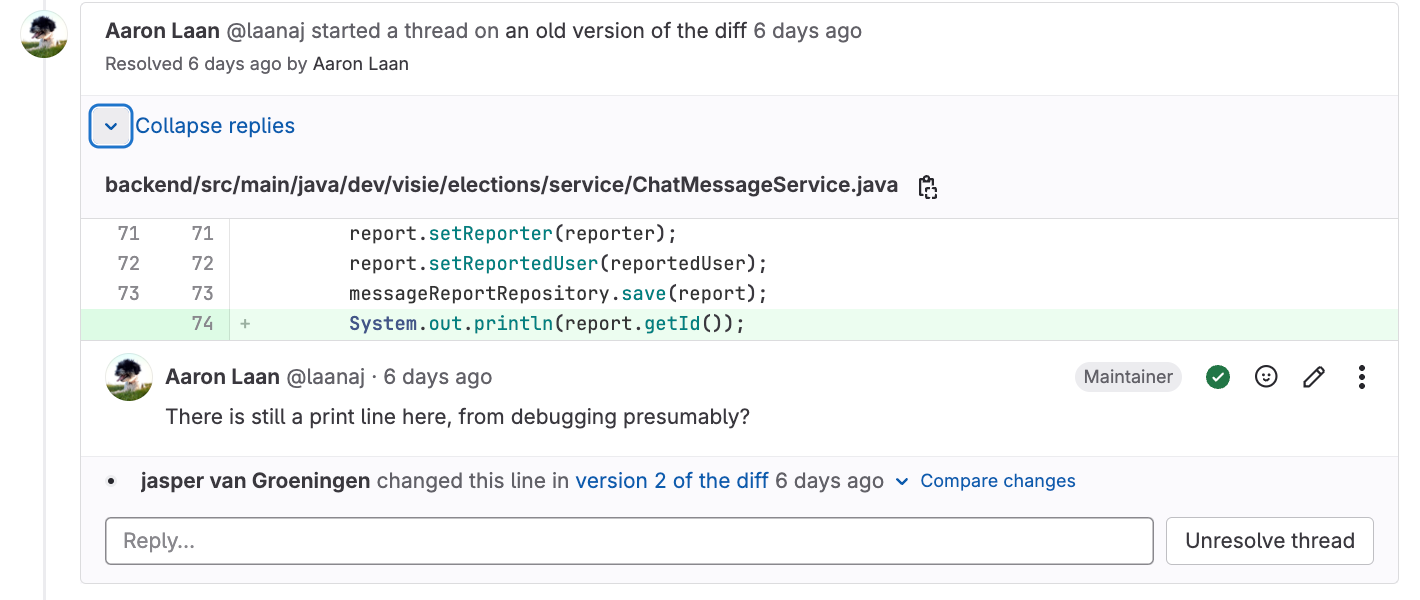 Aaron Laan @laanaj started a thread on an old version of the diff 6 days ago
Resolved 6 days ago by Aaron Laan
Collapse replies
backend/src/main/java/dev/visie/elections/service/ChatMessageService.java
71 71 report.setReporter(reporter);
72 72 report.setReportedUser(reportedUser);
73 73 messageReportRepository.save(report);
74 + System.out.println(report.getId());
Aaron Laan @laanaj · 6 days ago Maintainer
There is still a print line here, from debugging presumably?
jasper van Groeningen changed this line in version 2 of the diff 6 days ago Compare changes
Reply... Unresolve thread